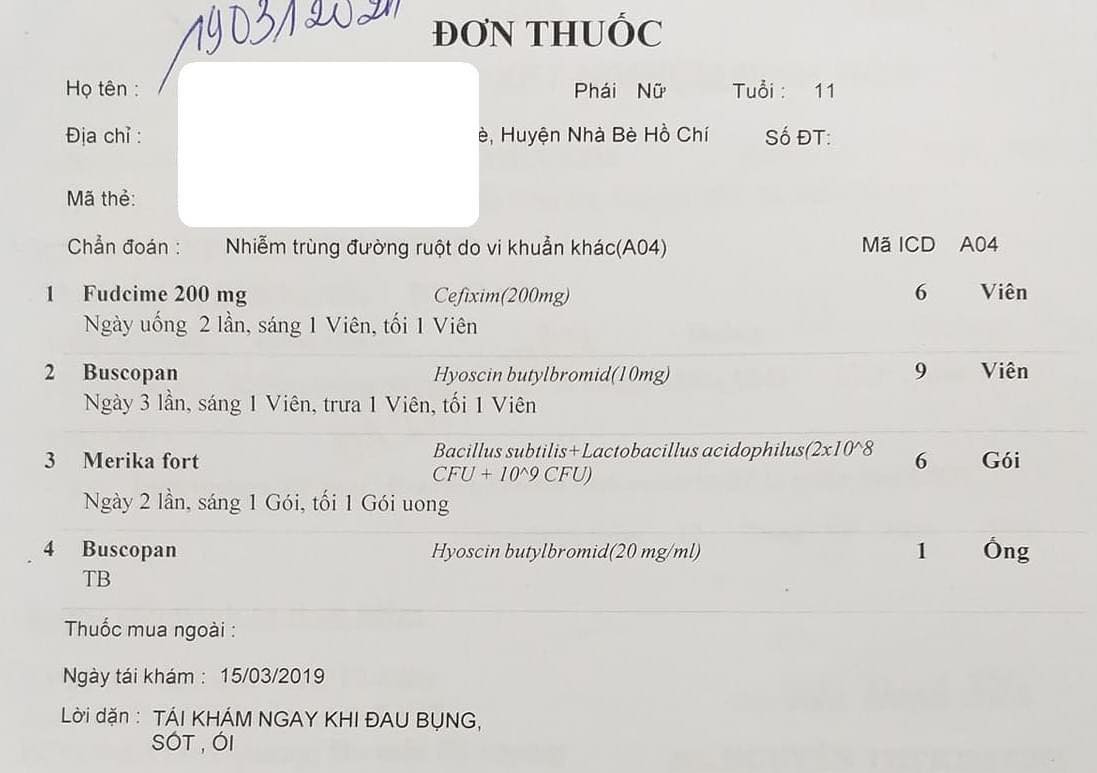 ĐƠN THUỐC
Họ tên : Phái Nữ Tuổi : 11
Địa chỉ : è, Huyện Nhà Bè Hồ Chí Số ĐT:
Mã thẻ:
Chẩn đoán : Nhiễm trùng đường ruột do vi khuẩn khác(A04) Mã ICD A04
1 Fudcime 200 mg Cefixim(200mg) 6 Viên
Ngày uống 2 lần, sáng 1 Viên, tối 1 Viên
2 Buscopan Hyoscin butylbromid(10mg) 9 Viên
Ngày 3 lần, sáng 1 Viên, trưa 1 Viên, tối 1 Viên
3 Merika fort Bacillus subtilis+Lactobacillus acidophilus(2x10^8 6 Gói
CFU + 10^9 CFU)
Ngày 2 lần, sáng 1 Gói, tối 1 Gói uong
4 Buscopan Hyoscin butylbromid(20 mg/ml) 1 Ống
TB
Thuốc mua ngoài :
Ngày tái khám : 15/03/2019
Lời dặn : TÁI KHÁM NGAY KHI ĐAU BỤNG,
SỐT , ÓI